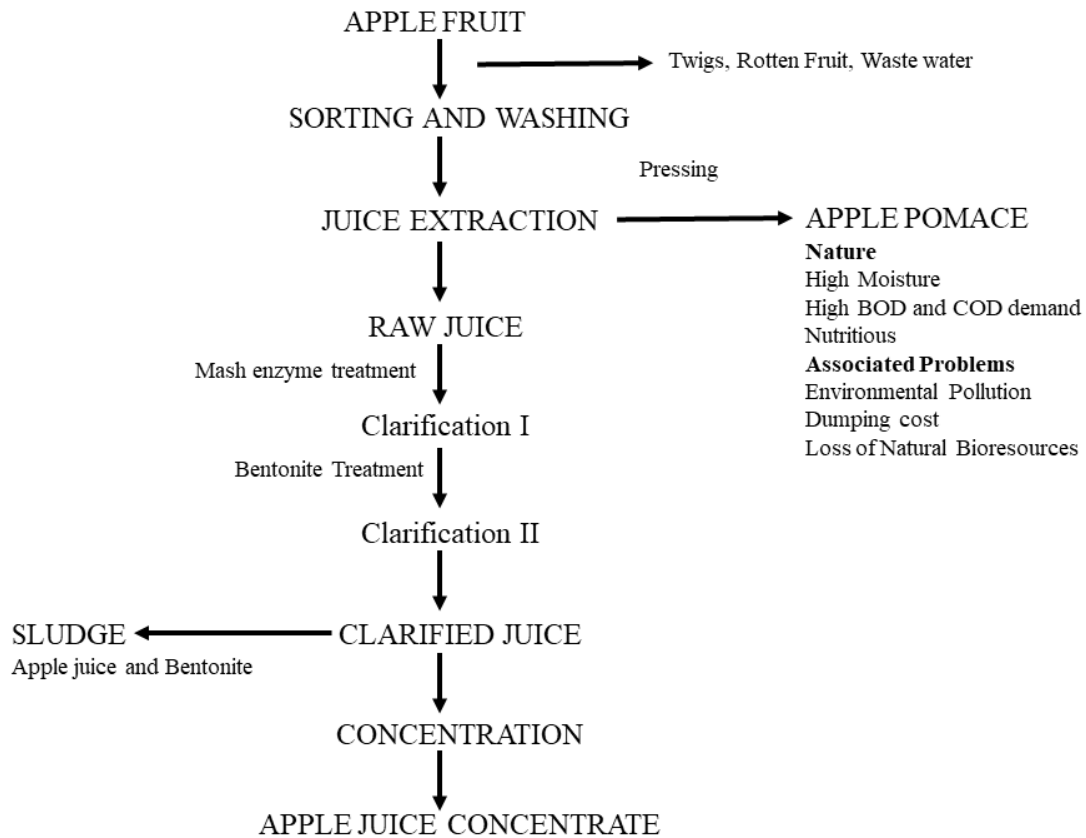 APPLE FRUIT
Twigs, Rotten Fruit, Waste water
SORTING AND WASHING
Pressing
JUICE EXTRACTION
APPLE POMACE
Nature
High Moisture
High BOD and COD demand
Nutritious
Associated Problems
Environmental Pollution
Dumping cost
Loss of Natural Bioresources
RAW JUICE
Mash enzyme treatment
Clarification I
Bentonite Treatment
Clarification II
SLUDGE
Apple juice and Bentonite
CLARIFIED JUICE
CONCENTRATION
APPLE JUICE CONCENTRATE